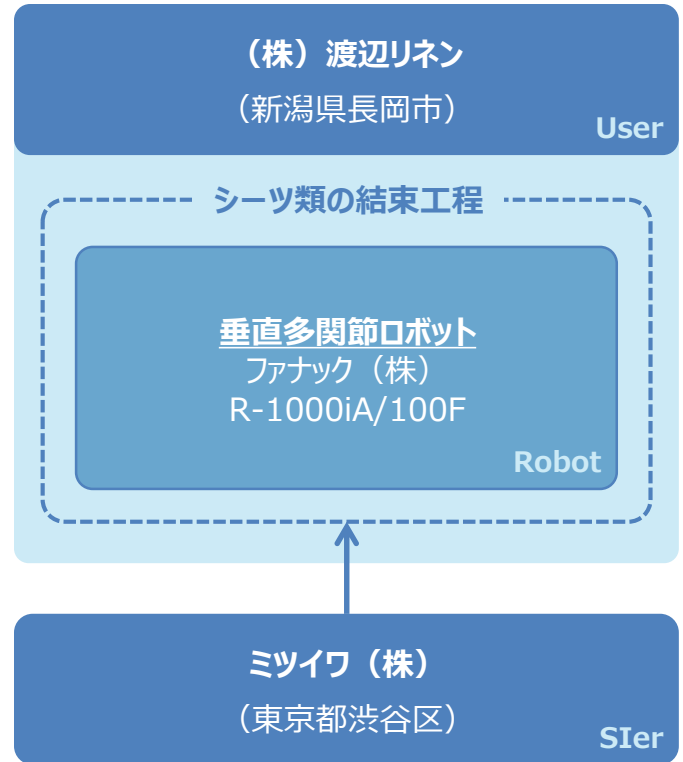 （株）渡辺リネン
（新潟県長岡市）
User
シーツ類の結束工程
垂直多関節ロボット
ファナック（株）
R-1000iA/100F
Robot
ミツイワ（株）
（東京都渋谷区）
SIer